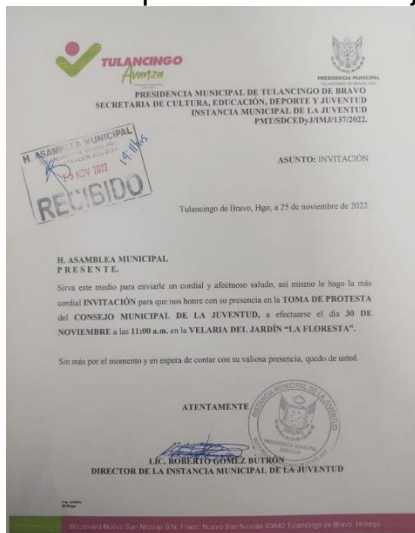 TULANCINGO
Avanza
PRESIDENCIA MUNICIPAL
PRESIDENCIA MUNICIPAL DE TULANCINGO DE BRAVO
SECRETARIA DE CULTURA, EDUCACIÓN, DEPORTE Y JUVENTUD
INSTANCIA MUNICIPAL DE LA JUVENTUD
PMT/SDCEDyJ/IMJ/137/2022.
H. ASAMBLEA MUNICIPAL
NOV 2022
RECIBIDO
ASUNTO: INVITACIÓN
Tulancingo de Bravo, Hgo; a 25 de noviembre de 2022.
H. ASAMBLEA MUNICIPAL
P R E S E N T E.
Sirva este medio para enviarle un cordial y afectuoso saludo, así mismo le hago la más
cordial INVITACIÓN para que nos honre con su presencia en la TOMA DE PROTESTA
del CONSEJO MUNICIPAL DE LA JUVENTUD, a efectuarse el día 30 DE
NOVIEMBRE a las 11:00 a.m. en la VELARIA DEL JARDÍN "LA FLORESTA".
Sin más por el momento y en espera de contar con su valiosa presencia, quedo de usted.
ATENTAMENTE
LIC. ROBERTO GÓMEZ BUTRÓN
DIRECTOR DE LA INSTANCIA MUNICIPAL DE LA JUVENTUD
Boulevard Nuevo San Nicolás S/N, Fracc. Nuevo San Nicolás 43640 Tulancingo de Bravo, Hidalgo